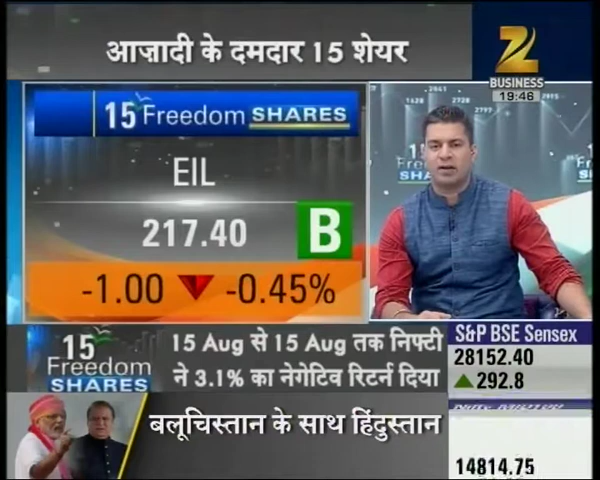 आज़ादी के दमदार 15 शेयर
Z
BUSINESS
19:46
15 Freedom SHARES
EIL
217.40
B
-1.00 -0.45%
15
Freedom
SHARES
15 Aug से 15 Aug तक निफ्टी
ने 3.1% का नेगेटिव रिटर्न दिया
S&P BSE Sensex
28152.40
292.8
14814.75
बलूचिस्तान के साथ हिंदुस्तान